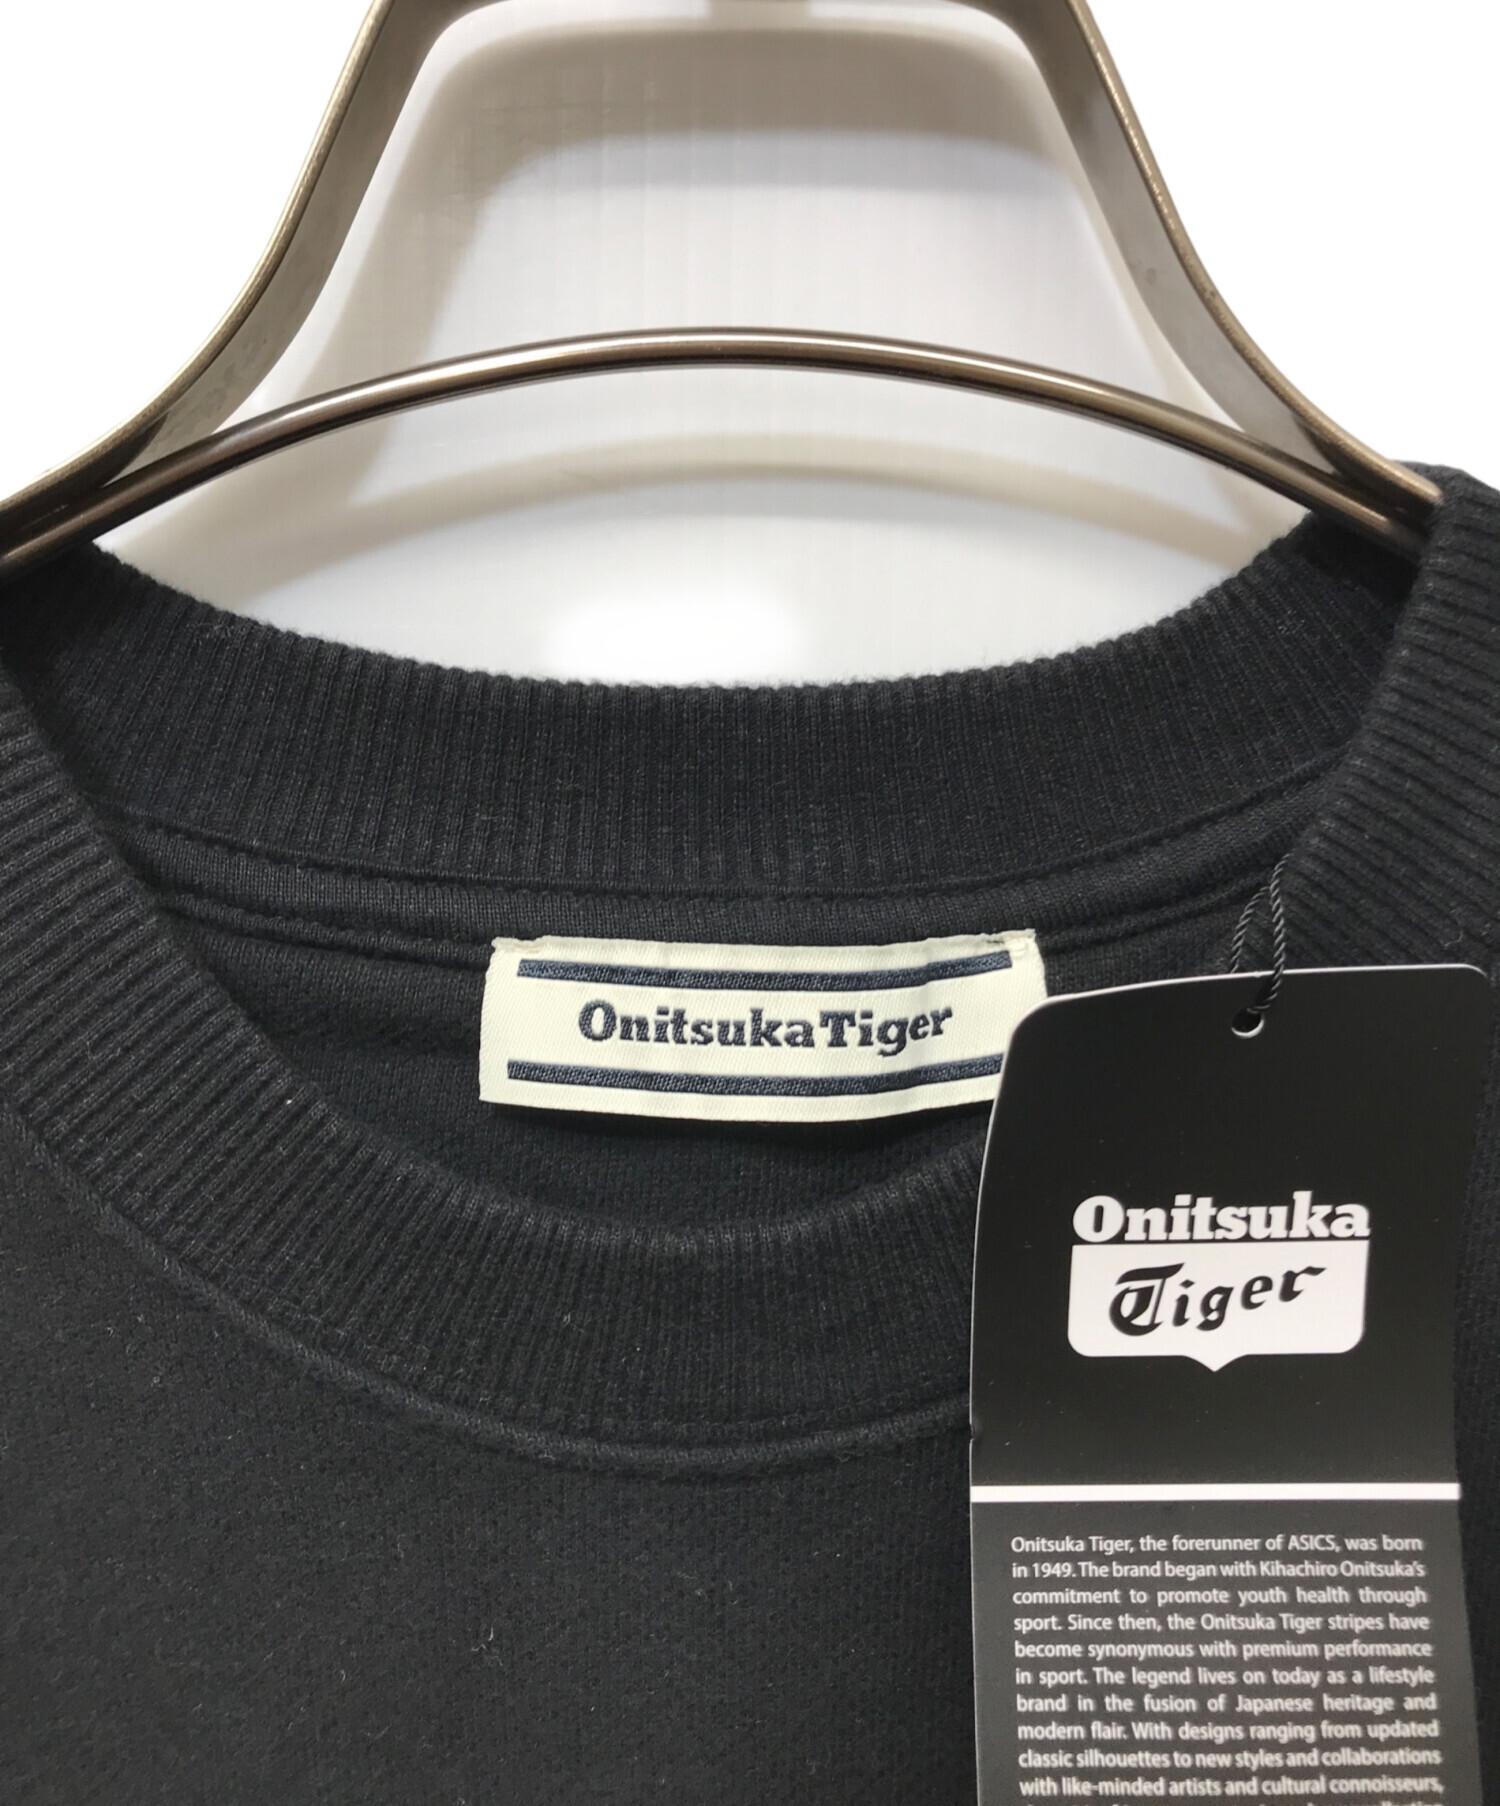 Onitsuka Tiger
Onitsuka
Tiger
Onitsuka Tiger, the forerunner of ASICS, was born
in 1949. The brand began with Kihachiro Onitsuka's
commitment to promote youth health through
sport. Since then, the Onitsuka Tiger stripes have
become synonymous with premium performance
in sport. The legend lives on today as a lifestyle
brand in the fusion of Japanese heritage and
modern flair. With designs ranging from updated
classic silhouettes to new styles and collaborations
with like-minded artists and cultural connoisseurs,